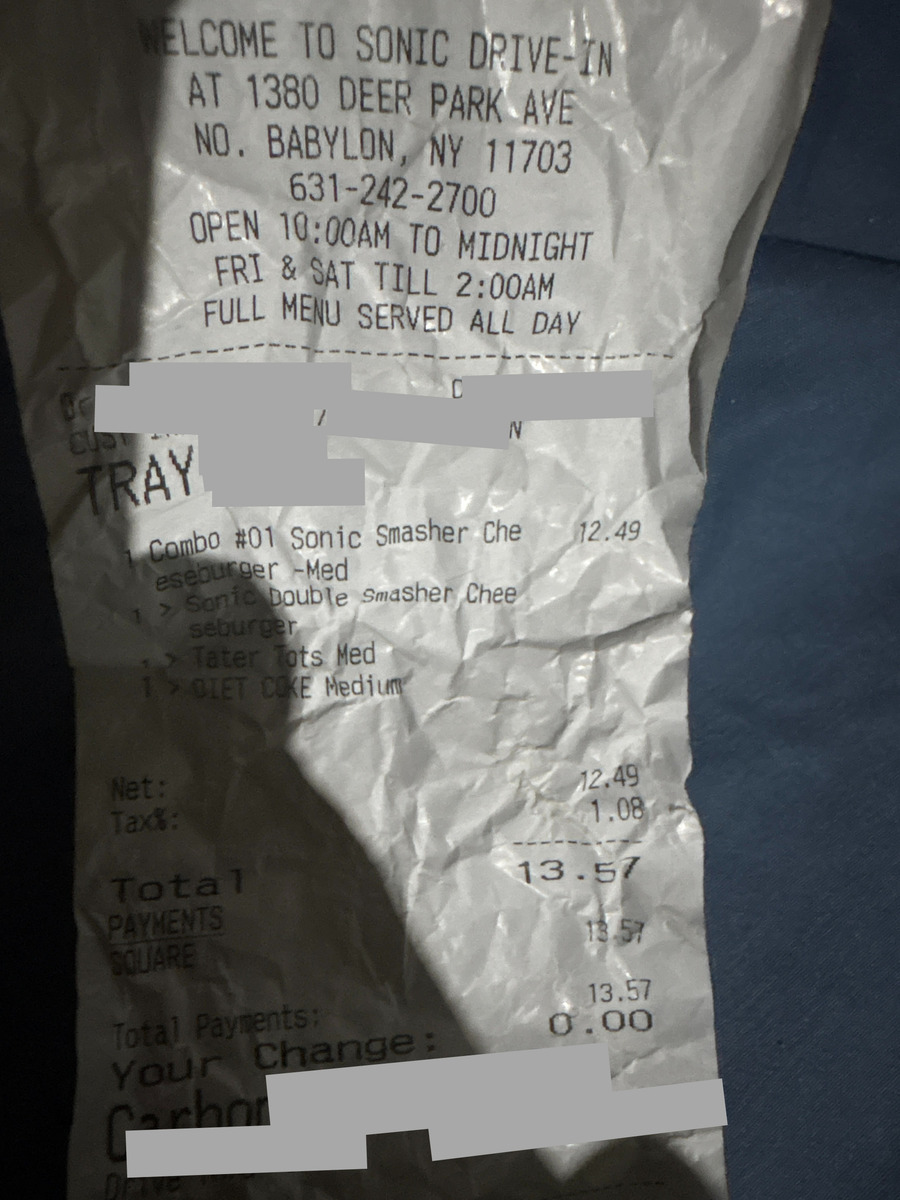 WELCOME TO SONIC DRIVE-IN
AT 1380 DEER PARK AVE
NO. BABYLON, NY 11703
631-242-2700
OPEN 10:00AM TO MIDNIGHT
FRI & SAT TILL 2:00AM
FULL MENU SERVED ALL DAY
CUST
TRAY
1 Combo #01 Sonic Smasher Che 12.49
eseburger -Med
1 > Sonic Double Smasher Chee
seburger
1 > Tater Tots Med
1 > DIET COKE Medium
Net: 12.49
Tax%: 1.08
Total 13.57
PAYMENTS
SQUARE 13.57
Total Payments: 13.57
Your Change: 0.00